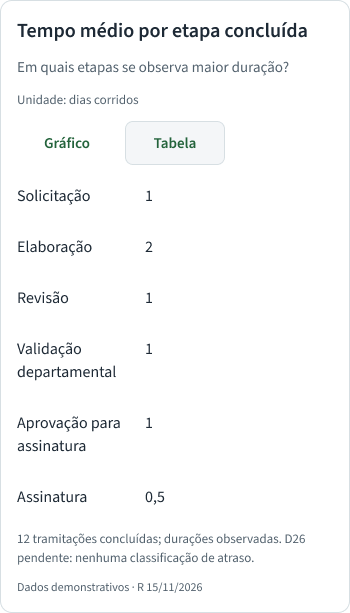 Tempo médio por etapa concluída
Em quais etapas se observa maior duração?
Unidade: dias corridos
Gráfico Tabela
Solicitação 1
Elaboração 2
Revisão 1
Validação 1
departamental
Aprovação para 1
assinatura
Assinatura 0,5
12 tramitações concluídas; durações observadas. D26
pendente: nenhuma classificação de atraso.
Dados demonstrativos · R 15/11/2026